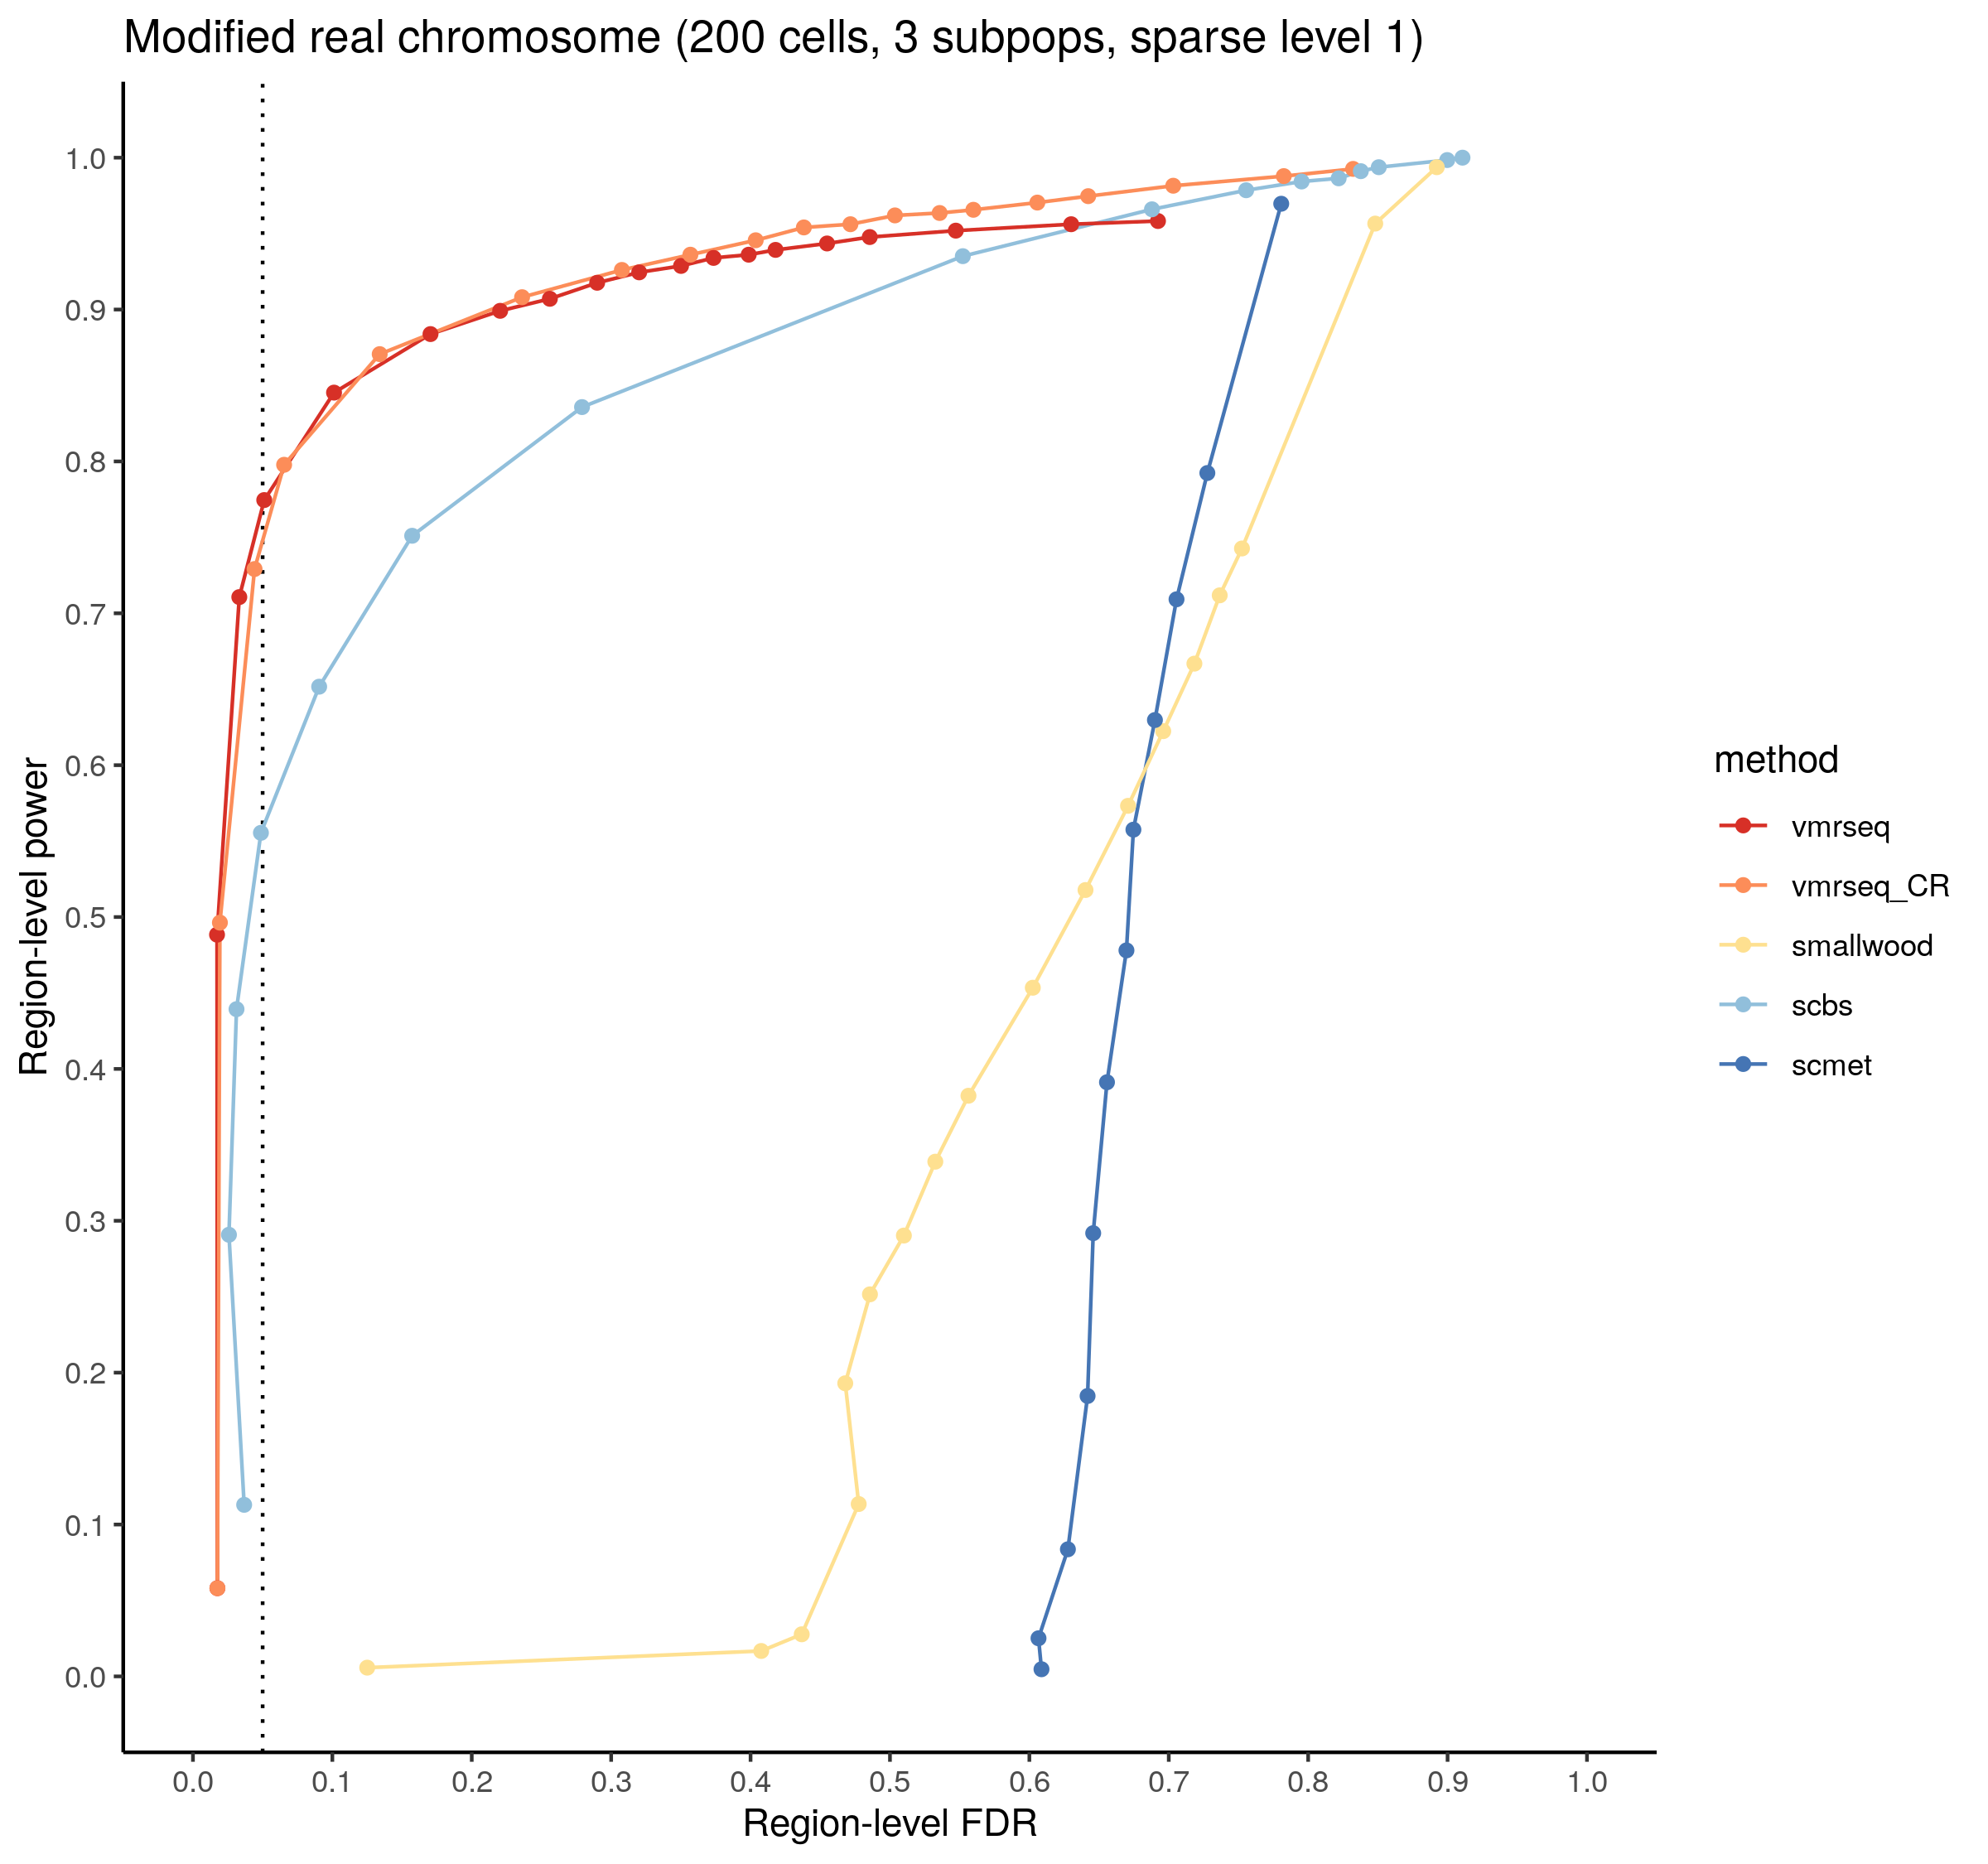 Modified real chromosome (200 cells, 3 subpops, sparse level 1)
Region-level power
1.0
0.9
0.8
0.7
0.6
0.5
0.4
0.3
0.2
0.1
0.0
0.0 0.1 0.2 0.3 0.4 0.5 0.6 0.7 0.8 0.9 1.0
Region-level FDR
method
vmrseq
vmrseq_CR
smallwood
scbs
scmet